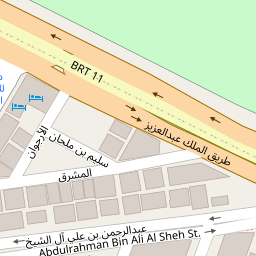 BRT 11
طريق الملك عبدالعزيز
الأرجوان
سليم بن ملحان
المشرق
عبدالرحمن بن علي آل الشيخ
Abdulrahman Bin Ali Al Sheh St.